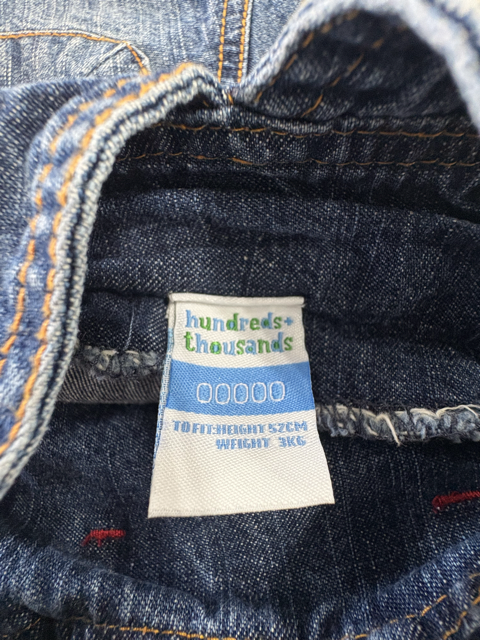 hundreds+
thousands
00000
TO FIT:HEIGHT 52CM
WEIGHT 3KG